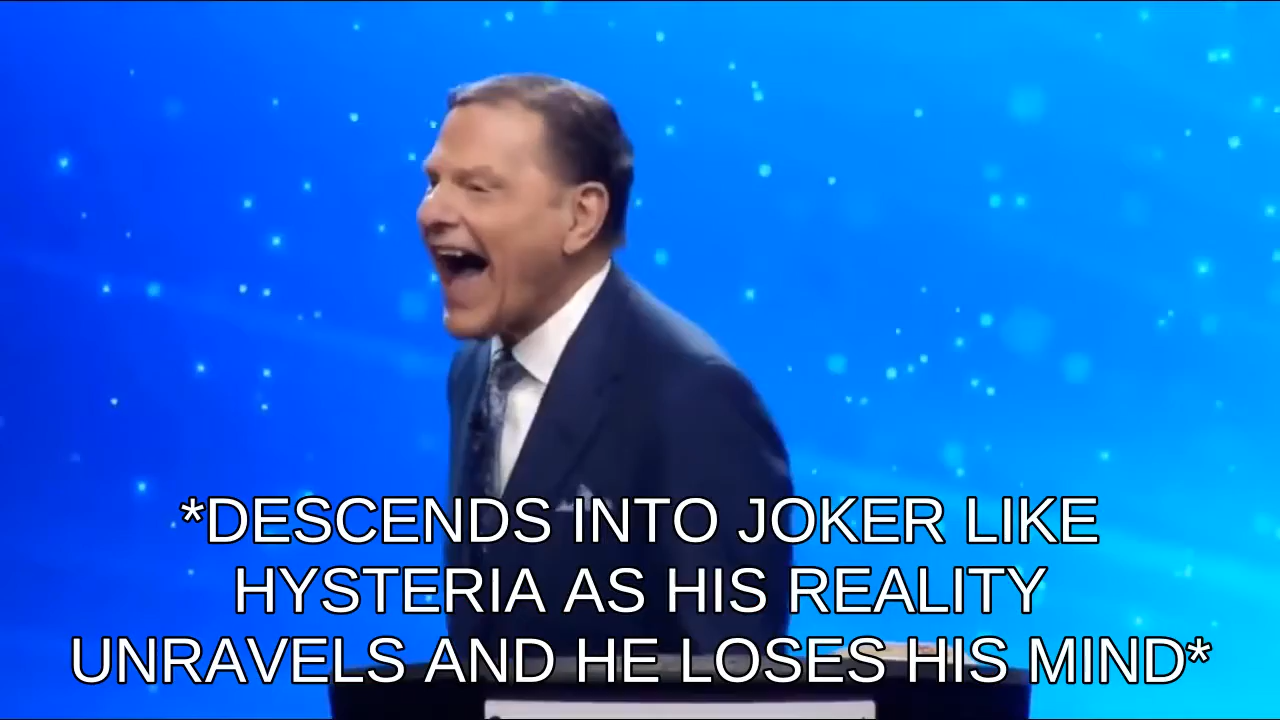 *DESCENDS INTO JOKER LIKE
HYSTERIA AS HIS REALITY
UNRAVELS AND HE LOSES HIS MIND*